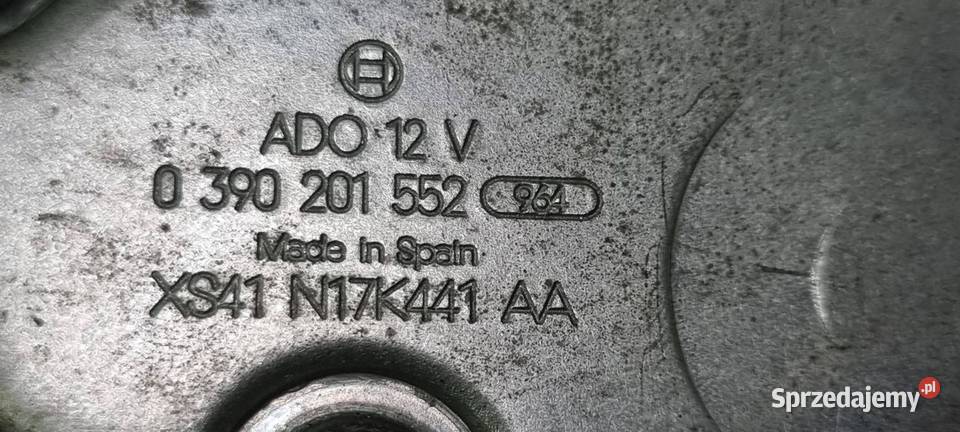 ADO 12 V
0 390 201 552 964
Made in Spain
XS41 N17K441 AA
Sprzedajemy.pl